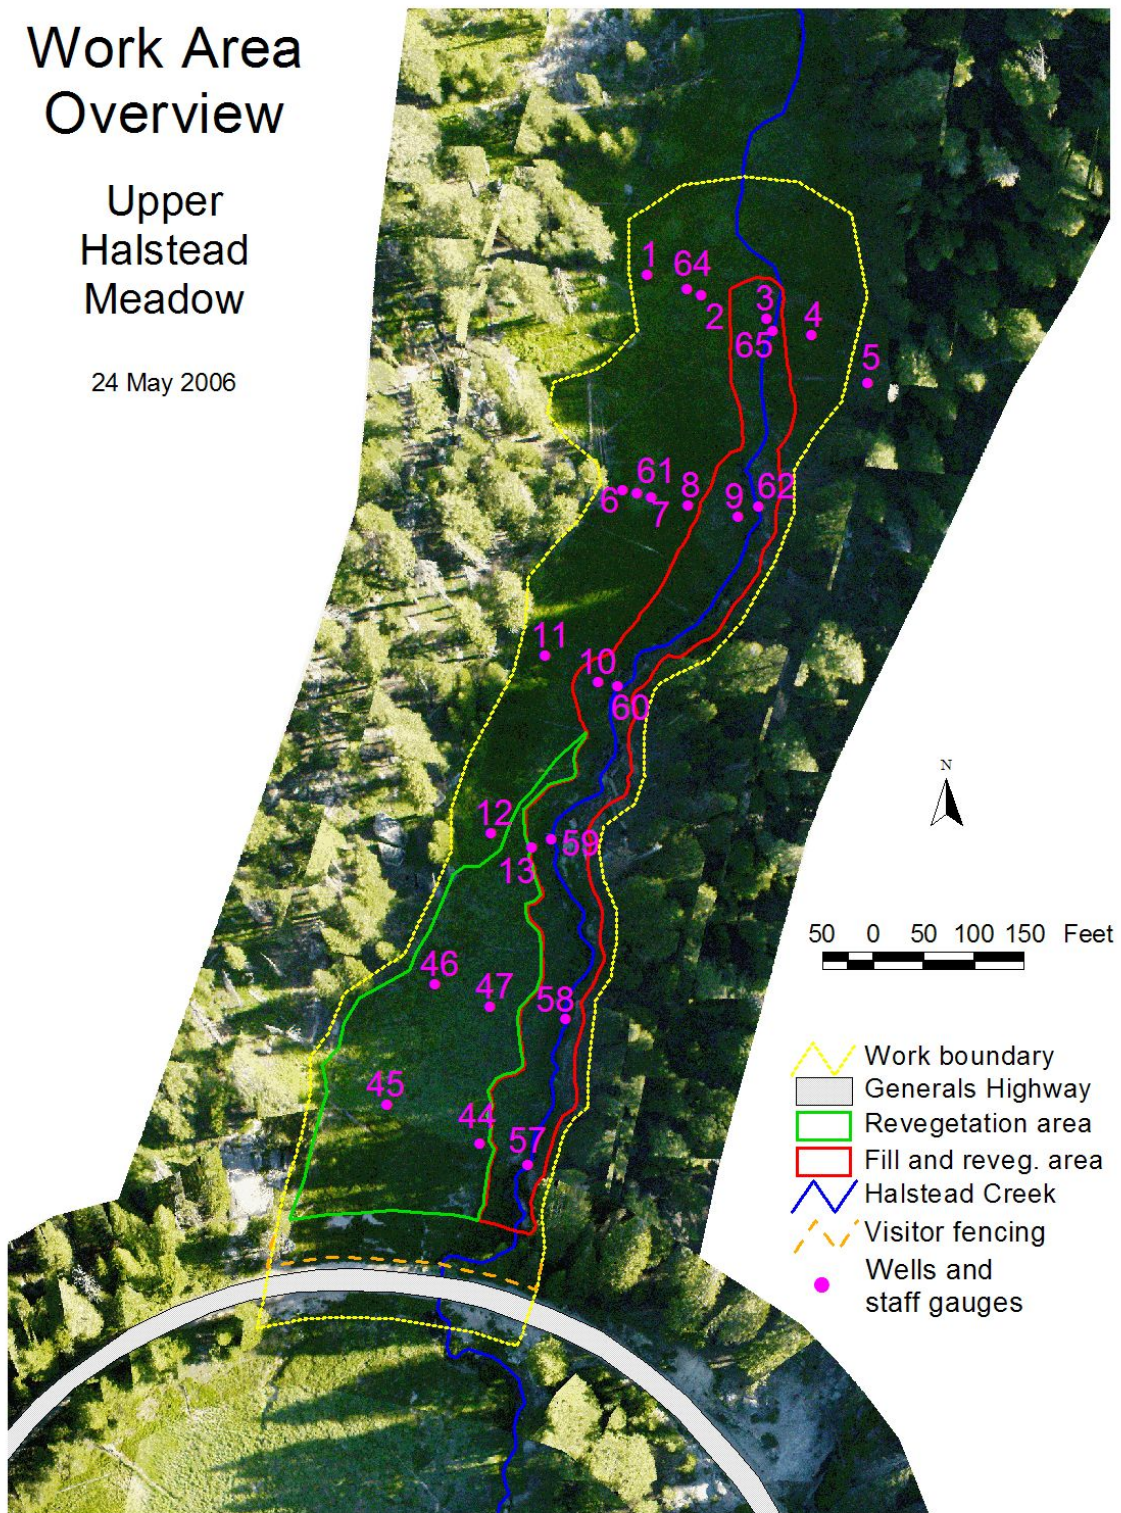 Work Area
Overview
Upper
Halstead
Meadow
24 May 2006
1
64
2
3
65
4
5
6
61
7
8
9
62
11
10
60
12
13
59
46
47
58
45
44
57
N
50 0 50 100 150 Feet
Work boundary
Generals Highway
Revegetation area
Fill and reveg. area
Halstead Creek
Visitor fencing
Wells and
staff gauges